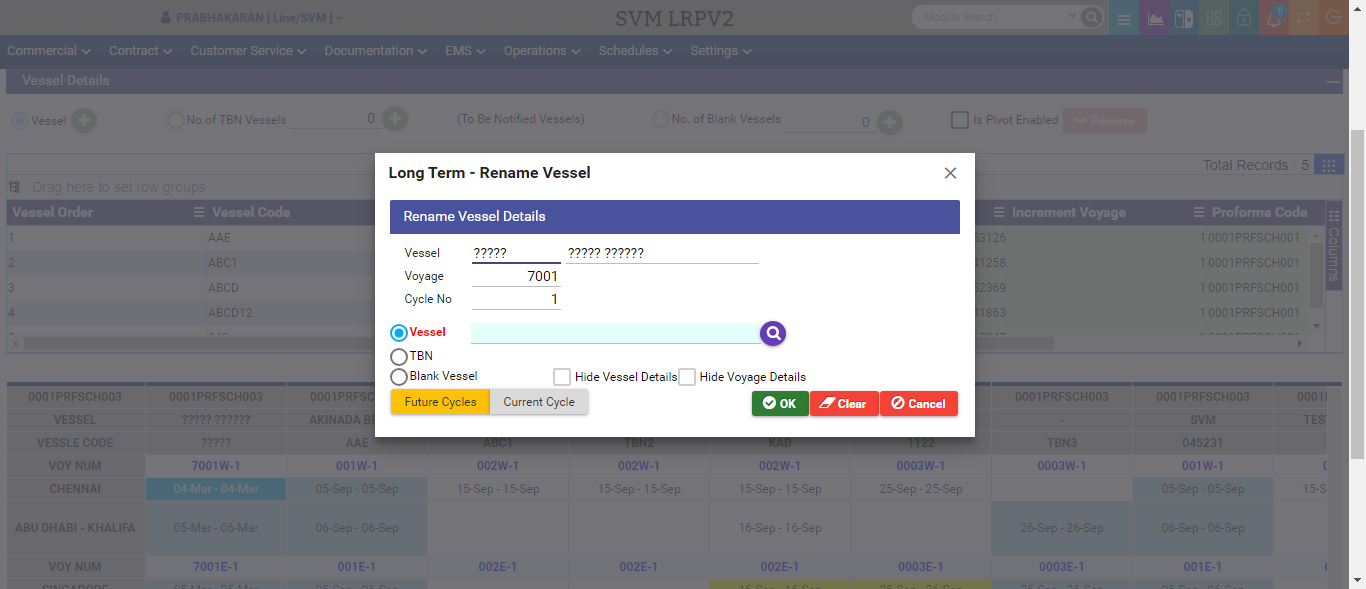 PRABHAKARAN [ Line/SVM ] ~
SVM LRPV2
Module Search
0
Commercial
Contract
Customer Service
Documentation
EMS
Operations
Schedules
Settings
Vessel Details
Vessel
No.of TBN Vessels
0
(To Be Notified Vessels)
No. of Blank Vessels
0
Is Pivot Enabled
Remove
Total Records : 5
Drag here to set row groups
Vessel Order
Vessel Code
Increment Voyage
Proforma Code
Columns
1 AAE 53126 1 0001PRFSCH001
2 ABC1 41258 1 0001PRFSCH001
3 ABCD 52369 1 0001PRFSCH001
4 ABCD12 41863 1 0001PRFSCH001
Long Term - Rename Vessel
Rename Vessel Details
Vessel ????? ????? ??????
Voyage 7001
Cycle No 1
Vessel
TBN
Blank Vessel
Hide Vessel Details
Hide Voyage Details
Future Cycles
Current Cycle
OK
Clear
Cancel
0001PRFSCH003 0001PRFSCH003 0001PRFSC 0001PRFSCH003 0001PRFSCH003 0001
VESSEL ????? ?????? AKINADA BE - SVM TES
VESSLE CODE ????? AAE ABC1 TBN2 KAD 1122 TBN3 045231
VOY NUM 7001W-1 001W-1 002W-1 002W-1 002W-1 0003W-1 0003W-1 001W-1
CHENNAI 04-Mar - 04-Mar 05-Sep - 05-Sep 15-Sep - 15-Sep 15-Sep - 15-Sep 15-Sep - 15-Sep 25-Sep - 25-Sep 05-Sep - 05-Sep 15-S
ABU DHABI - KHALIFA 05-Mar - 06-Mar 06-Sep - 06-Sep 16-Sep - 16-Sep 26-Sep - 26-Sep 06-Sep - 06-Sep
VOY NUM 7001E-1 001E-1 002E-1 002E-1 002E-1 0003E-1 0003E-1 001E-1